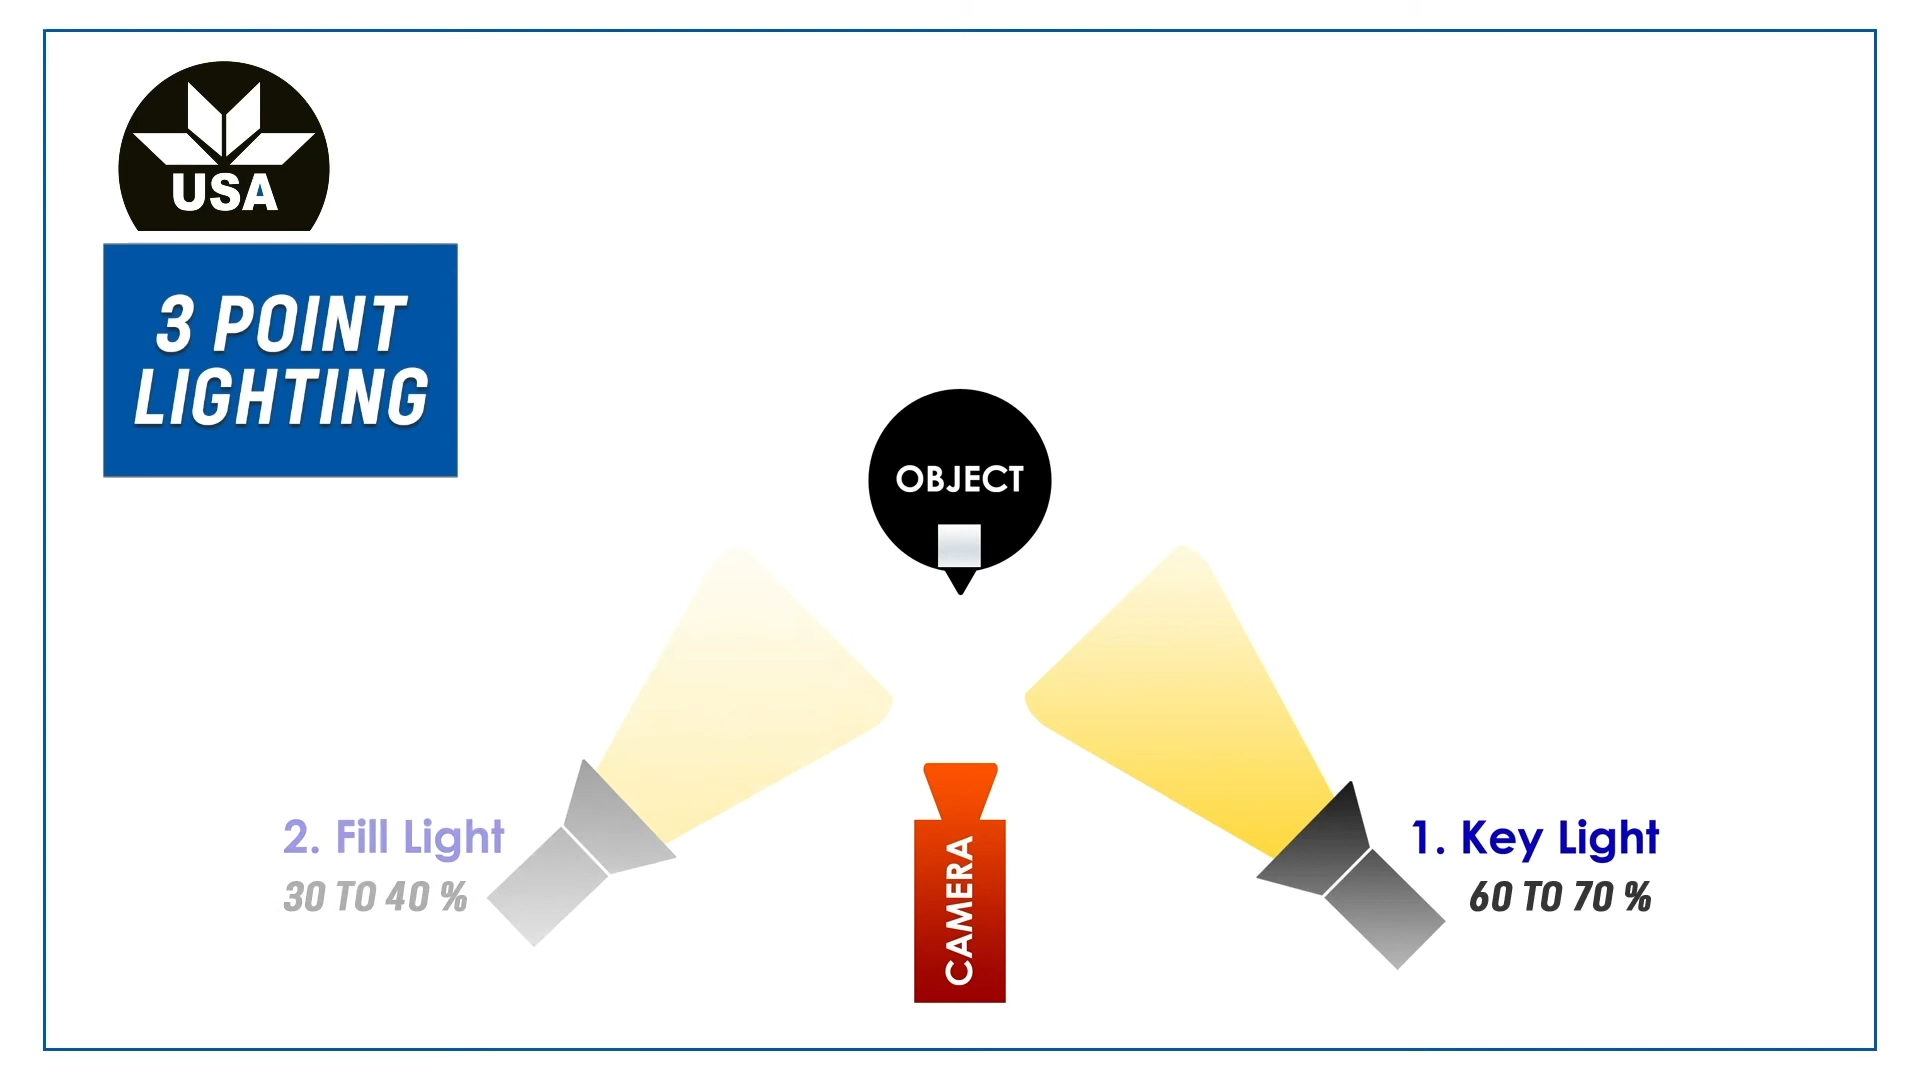 USA
3 POINT
LIGHTING
OBJECT
2. Fill Light
30 TO 40 %
CAMERA
1. Key Light
60 TO 70 %